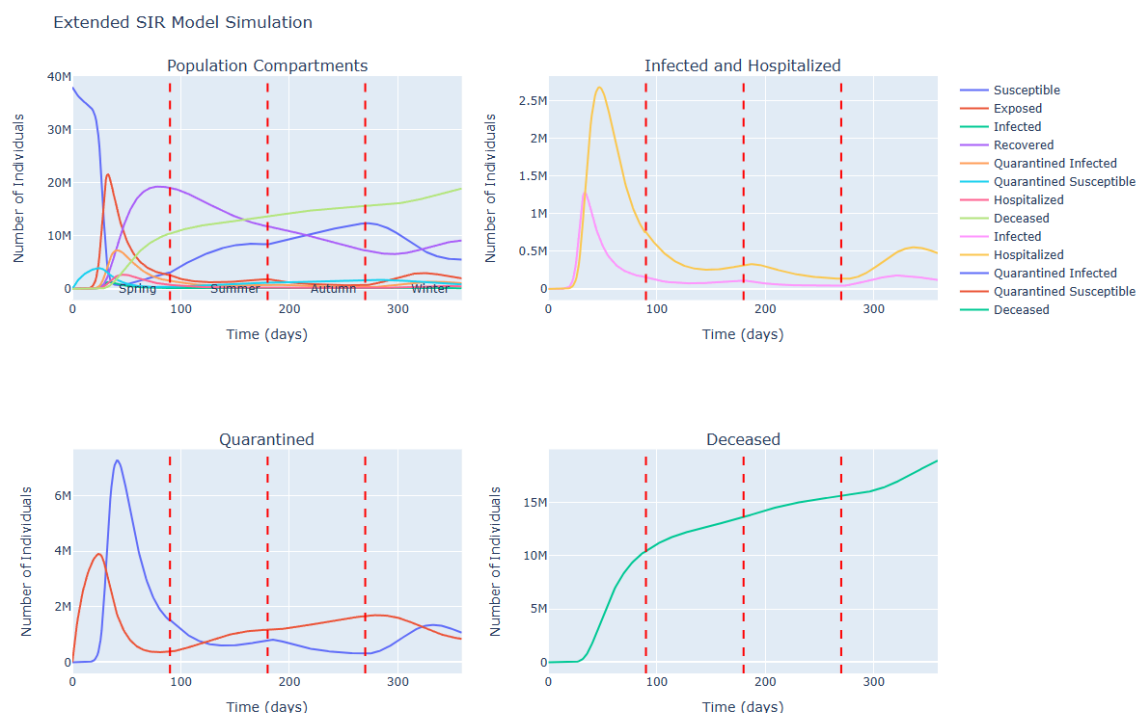 Extended SIR Model Simulation
Population Compartments
40M
30M
20M
10M
0
Number of Individuals
Spring
Summer
Autumn
Winter
0
100
200
300
Time (days)
Infected and Hospitalized
2.5M
2M
1.5M
1M
0.5M
0
Number of Individuals
0
100
200
300
Time (days)
Susceptible
Exposed
Infected
Recovered
Quarantined Infected
Quarantined Susceptible
Hospitalized
Deceased
Infected
Hospitalized
Quarantined Infected
Quarantined Susceptible
Deceased
Quarantined
6M
4M
2M
0
Number of Individuals
0
100
200
300
Time (days)
Deceased
15M
10M
5M
0
Number of Individuals
0
100
200
300
Time (days)